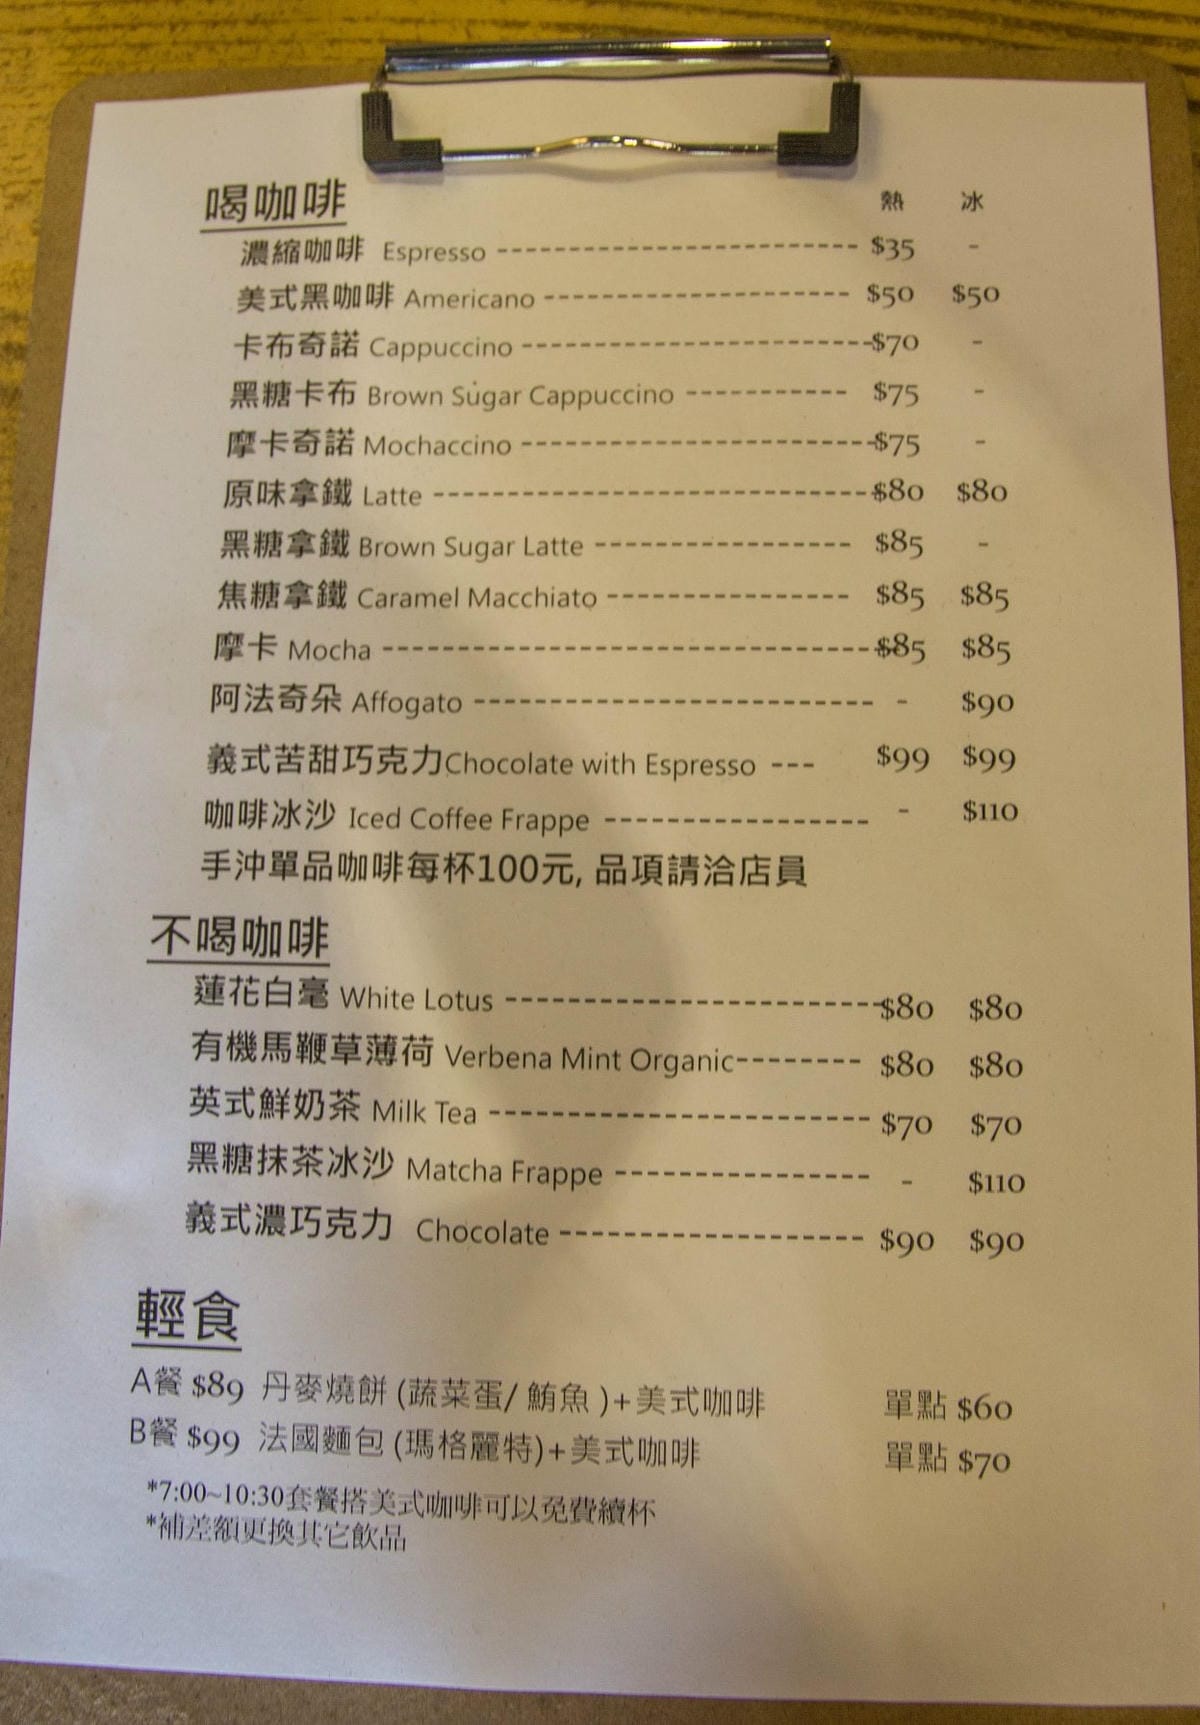 熱 冰
喝咖啡
濃縮咖啡 Espresso ------------------------ $35 -
美式黑咖啡 Americano -------------------- $50 $50
卡布奇諾 Cappuccino ----------------------- $70 -
黑糖卡布 Brown Sugar Cappuccino ----------- $75 -
摩卡奇諾 Mochaccino ----------------------- $75 -
原味拿鐵 Latte ----------------------------- $80 $80
黑糖拿鐵 Brown Sugar Latte ----------------- $85 -
焦糖拿鐵 Caramel Macchiato ---------------- $85 $85
摩卡 Mocha --------------------------------- $85 $85
阿法奇朵 Affogato -------------------------- - $90
義式苦甜巧克力Chocolate with Espresso --- $99 $99
咖啡冰沙 Iced Coffee Frappe ----------------- - $110
手沖單品咖啡每杯100元, 品項請洽店員
不喝咖啡
蓮花白毫 White Lotus ------------------------ $80 $80
有機馬鞭草薄荷 Verbena Mint Organic-------- $80 $80
英式鮮奶茶 Milk Tea ------------------------- $70 $70
黑糖抹茶冰沙 Matcha Frappe ----------------- - $110
義式濃巧克力 Chocolate -------------------- $90 $90
輕食
A餐 $89 丹麥燒餅 (蔬菜蛋/ 鮪魚 )+美式咖啡 單點 $60
B餐 $99 法國麵包 (瑪格麗特)+美式咖啡 單點 $70
*7:00~10:30套餐搭美式咖啡可以免費續杯
*補差額更換其它飲品